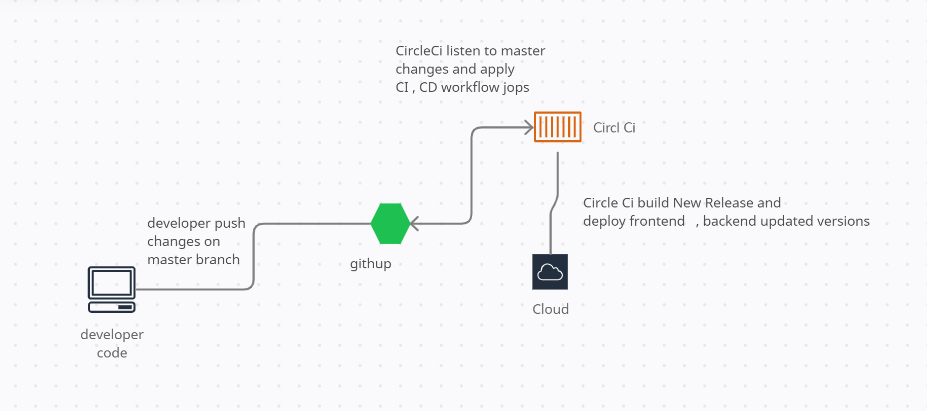 CircleCi listen to master
changes and apply
CI , CD workflow jops
Circl Ci
Circle Ci build New Release and
deploy frontend , backend updated versions
developer push
changes on
master branch
githup
Cloud
developer
code